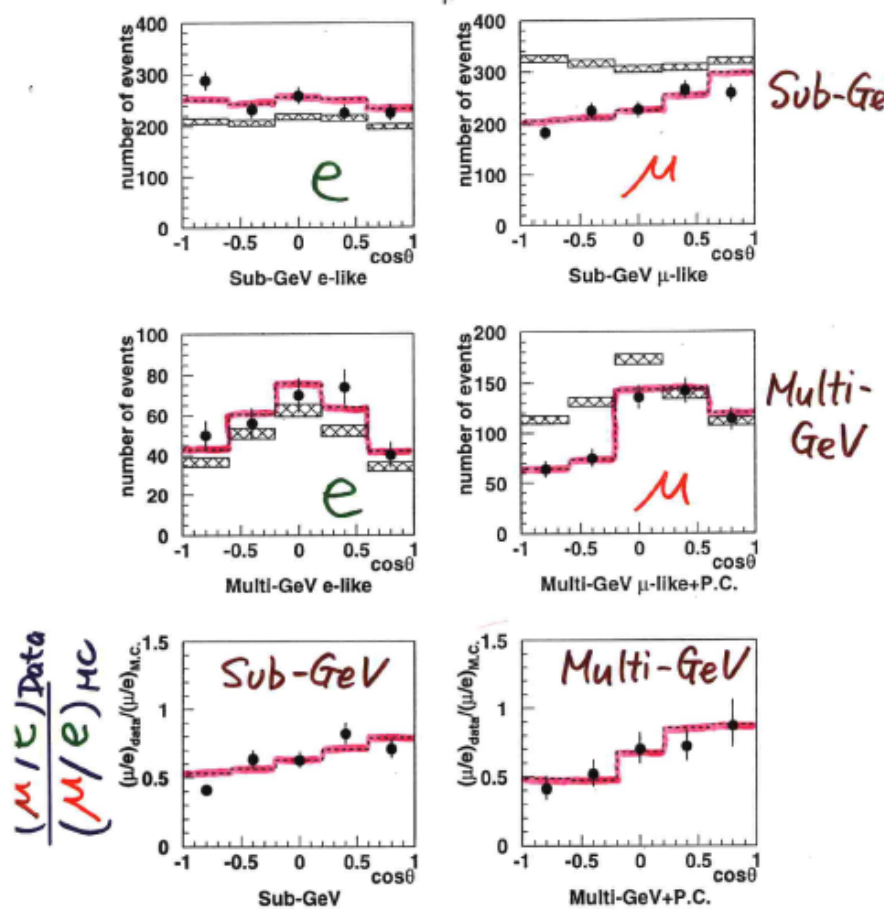 number of events
400
300
200
100
0
e
-1 -0.5 0 0.5 1
cosθ
Sub-GeV e-like
number of events
400
300
200
100
0
μ
-1 -0.5 0 0.5 1
cosθ
Sub-GeV μ-like
Sub-Ge
number of events
100
80
60
40
20
0
e
-1 -0.5 0 0.5 1
cosθ
Multi-GeV e-like
number of events
200
150
100
50
0
μ
-1 -0.5 0 0.5 1
cosθ
Multi-GeV μ-like+P.C.
Multi-
GeV
(μ/e)Data
(μ/e)MC
(μ/e)data/(μ/e)M.C.
1.5
1
0.5
0
Sub-GeV
-1 -0.5 0 0.5 1
cosθ
Sub-GeV
(μ/e)data/(μ/e)M.C.
1.5
1
0.5
0
Multi-GeV
-1 -0.5 0 0.5 1
cosθ
Multi-GeV+P.C.